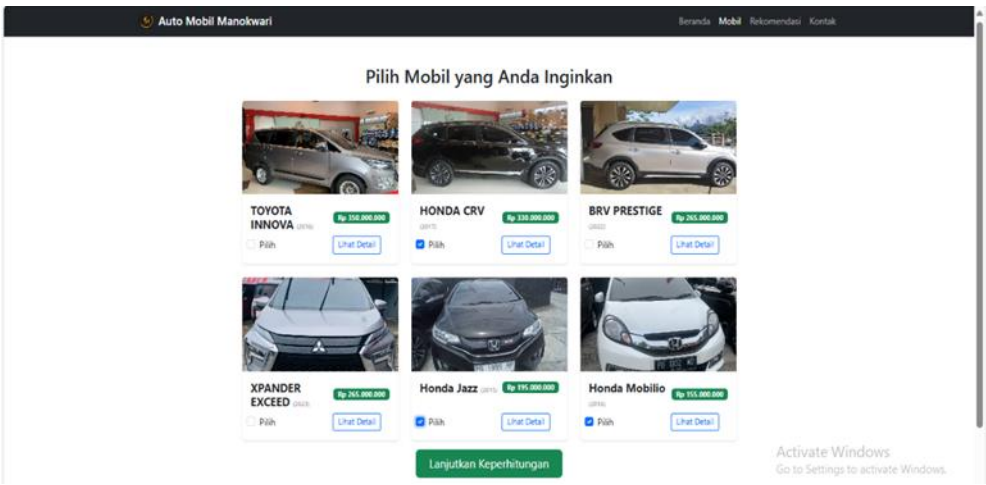 Auto Mobil Manokwari
Beranda Mobil Rekomendasi Kontak
Pilih Mobil yang Anda Inginkan
TOYOTA INNOVA
Rp 350.000.000
Pilih
Lihat Detail
HONDA CRV
(2017)
Rp 330.000.000
Pilih
Lihat Detail
BRV PRESTIGE
(2022)
Rp 265.000.000
Pilih
Lihat Detail
XPANDER EXCEED
Rp 265.000.000
Pilih
Lihat Detail
Honda Jazz
Rp 195.000.000
Pilih
Lihat Detail
Honda Mobilio
Rp 155.000.000
Pilih
Lihat Detail
Lanjutkan Keperhitungan
Activate Windows
Go to Settings to activate Windows.